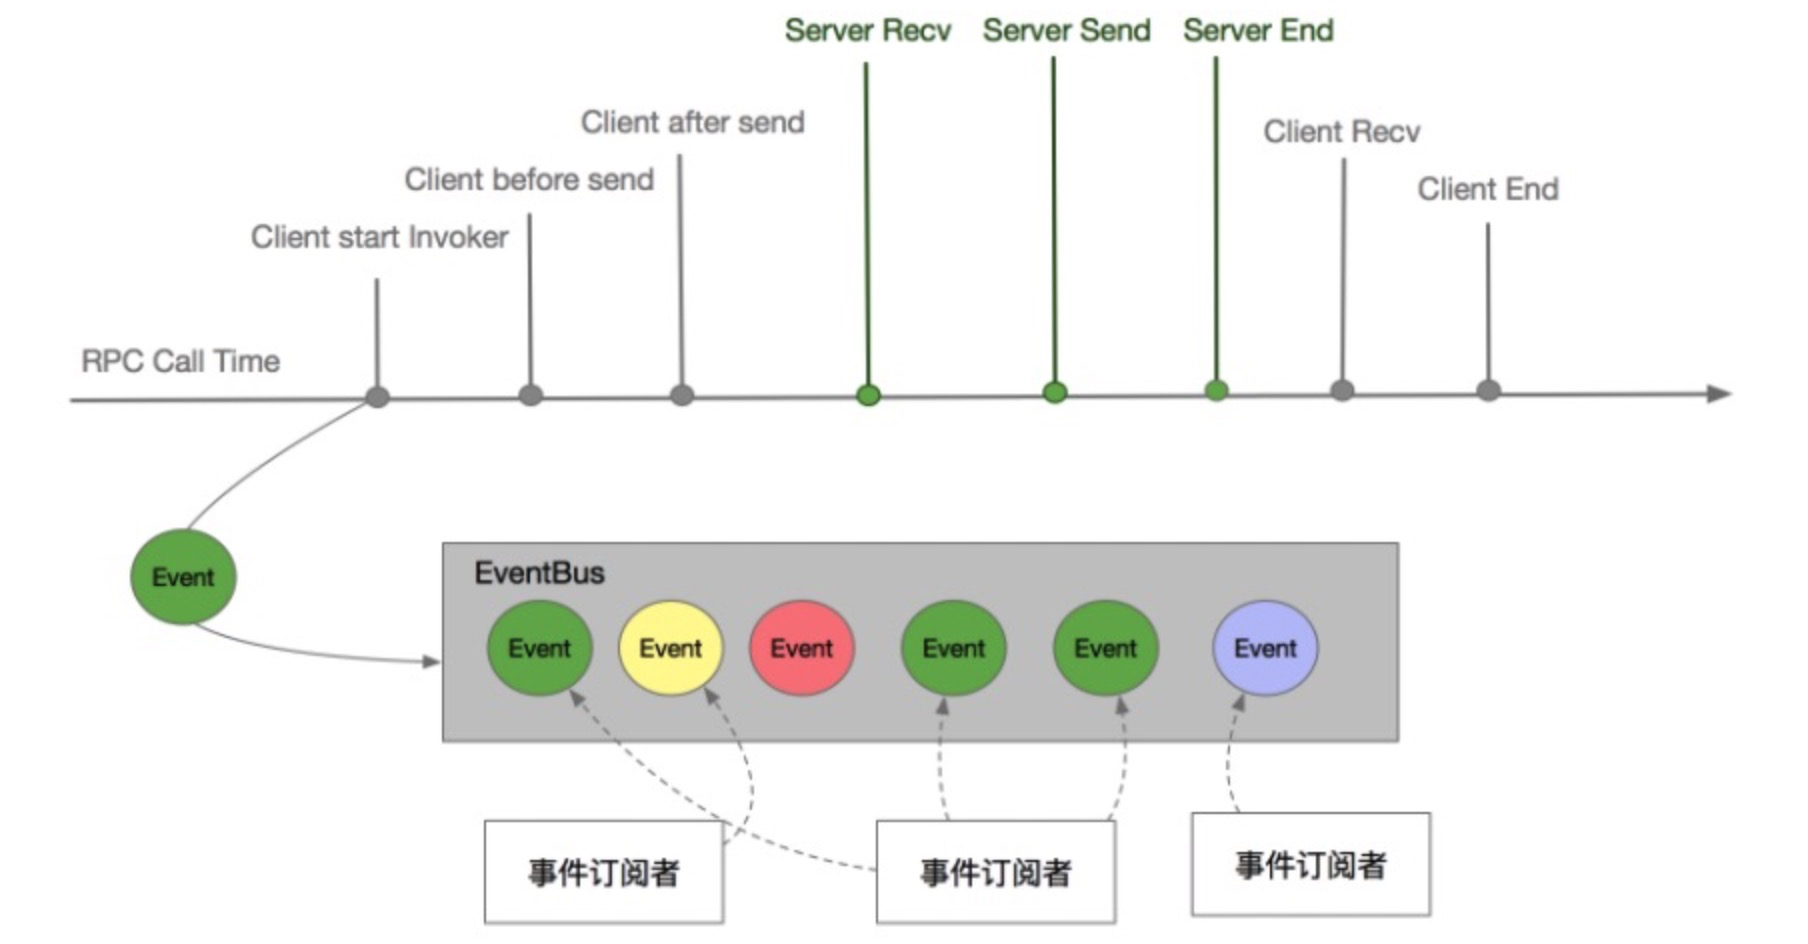 Server Recv
Server Send
Server End
Client after send
Client Recv
Client before send
Client End
Client start Invoker
RPC Call Time
Event
EventBus
Event
Event
Event
Event
Event
Event
事件订阅者
事件订阅者
事件订阅者